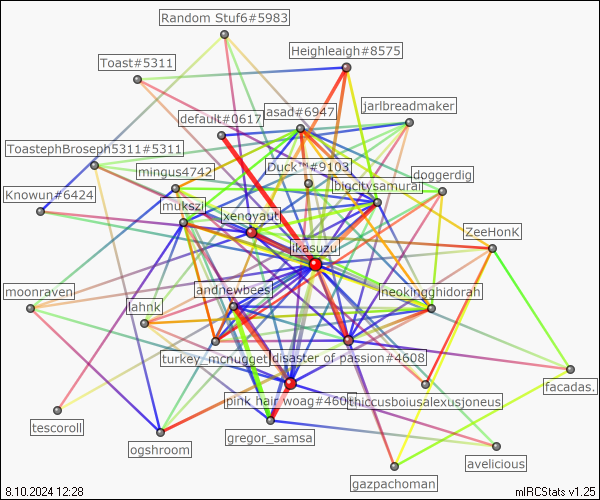 Random Stuf6#5983
Heighleaigh#8575
Toast#5311
jarlbreadmaker
asad#6947
default#0617
ToastephBroseph5311#5311
Duck™#9103
mingus4742
doggerdig
bigcitysamurai
Knowun#6424
mukszi
xenoyaut
ZeeHonK
ikasuzu
moonraven
andnewbees
neokingghidorah
lahnk
turkey_mcnugget
disaster of passion#4608
facadas.
pink hair woag#460
thiccusboiusalexusjoneus
tescoroll
gregor_samsa
ogshroom
avelicious
gazpachoman
8.10.2024 12:28
mIRCStats v1.25